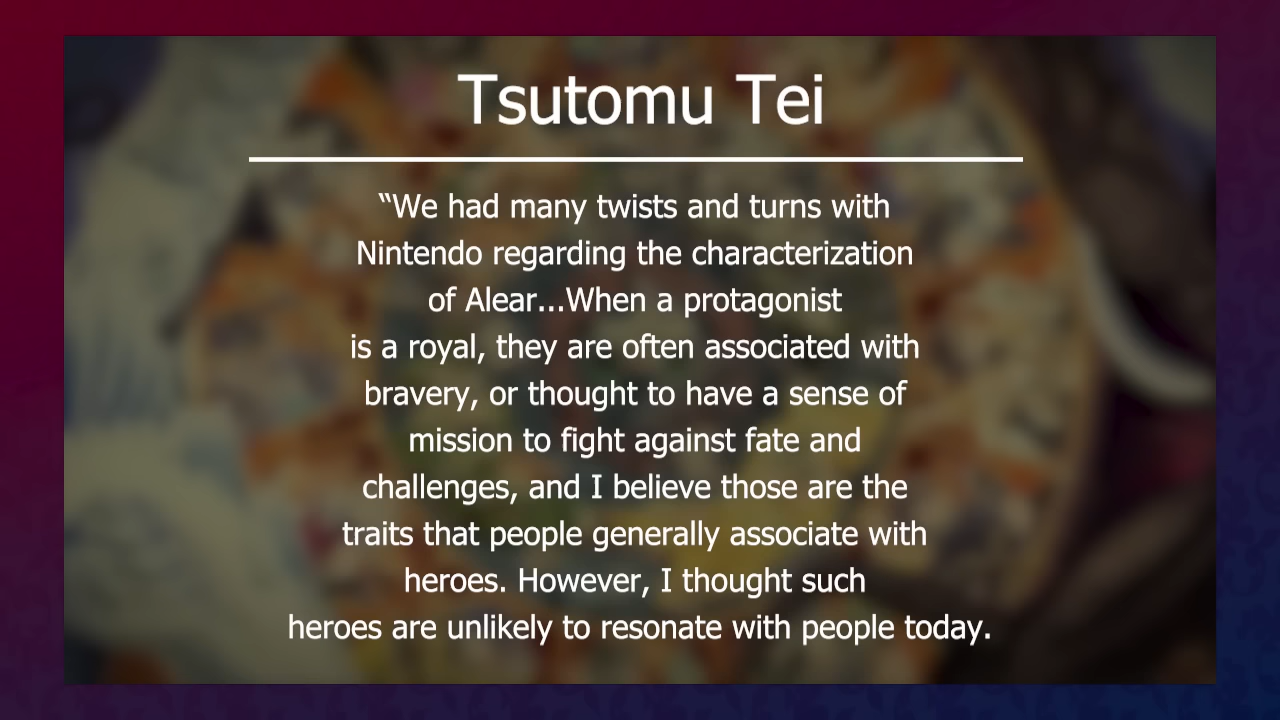 Tsutomu Tei
“We had many twists and turns with
Nintendo regarding the characterization
of Alear...When a protagonist
is a royal, they are often associated with
bravery, or thought to have a sense of
mission to fight against fate and
challenges, and I believe those are the
traits that people generally associate with
heroes. However, I thought such
heroes are unlikely to resonate with people today.